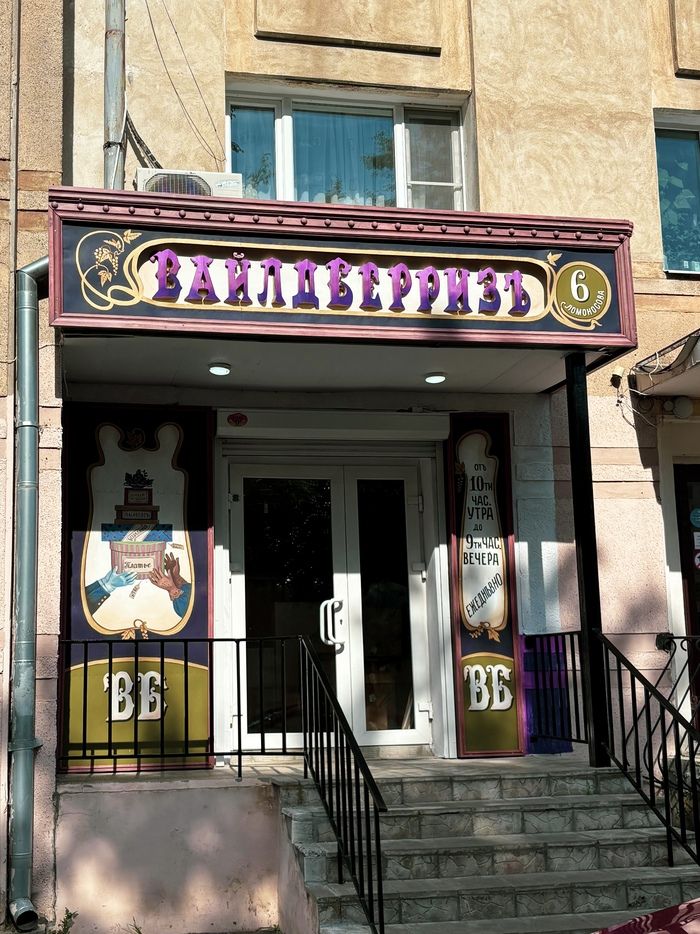 ВАЙЛДБЕРРИЗЪ
6
ЛОМОНОСОВА
Платье
ВБ
отъ
10ти
ЧАС.
УТРА
до
9ти ЧАС.
ВЕЧЕРА
ЕЖЕДНЕВНО
ВБ